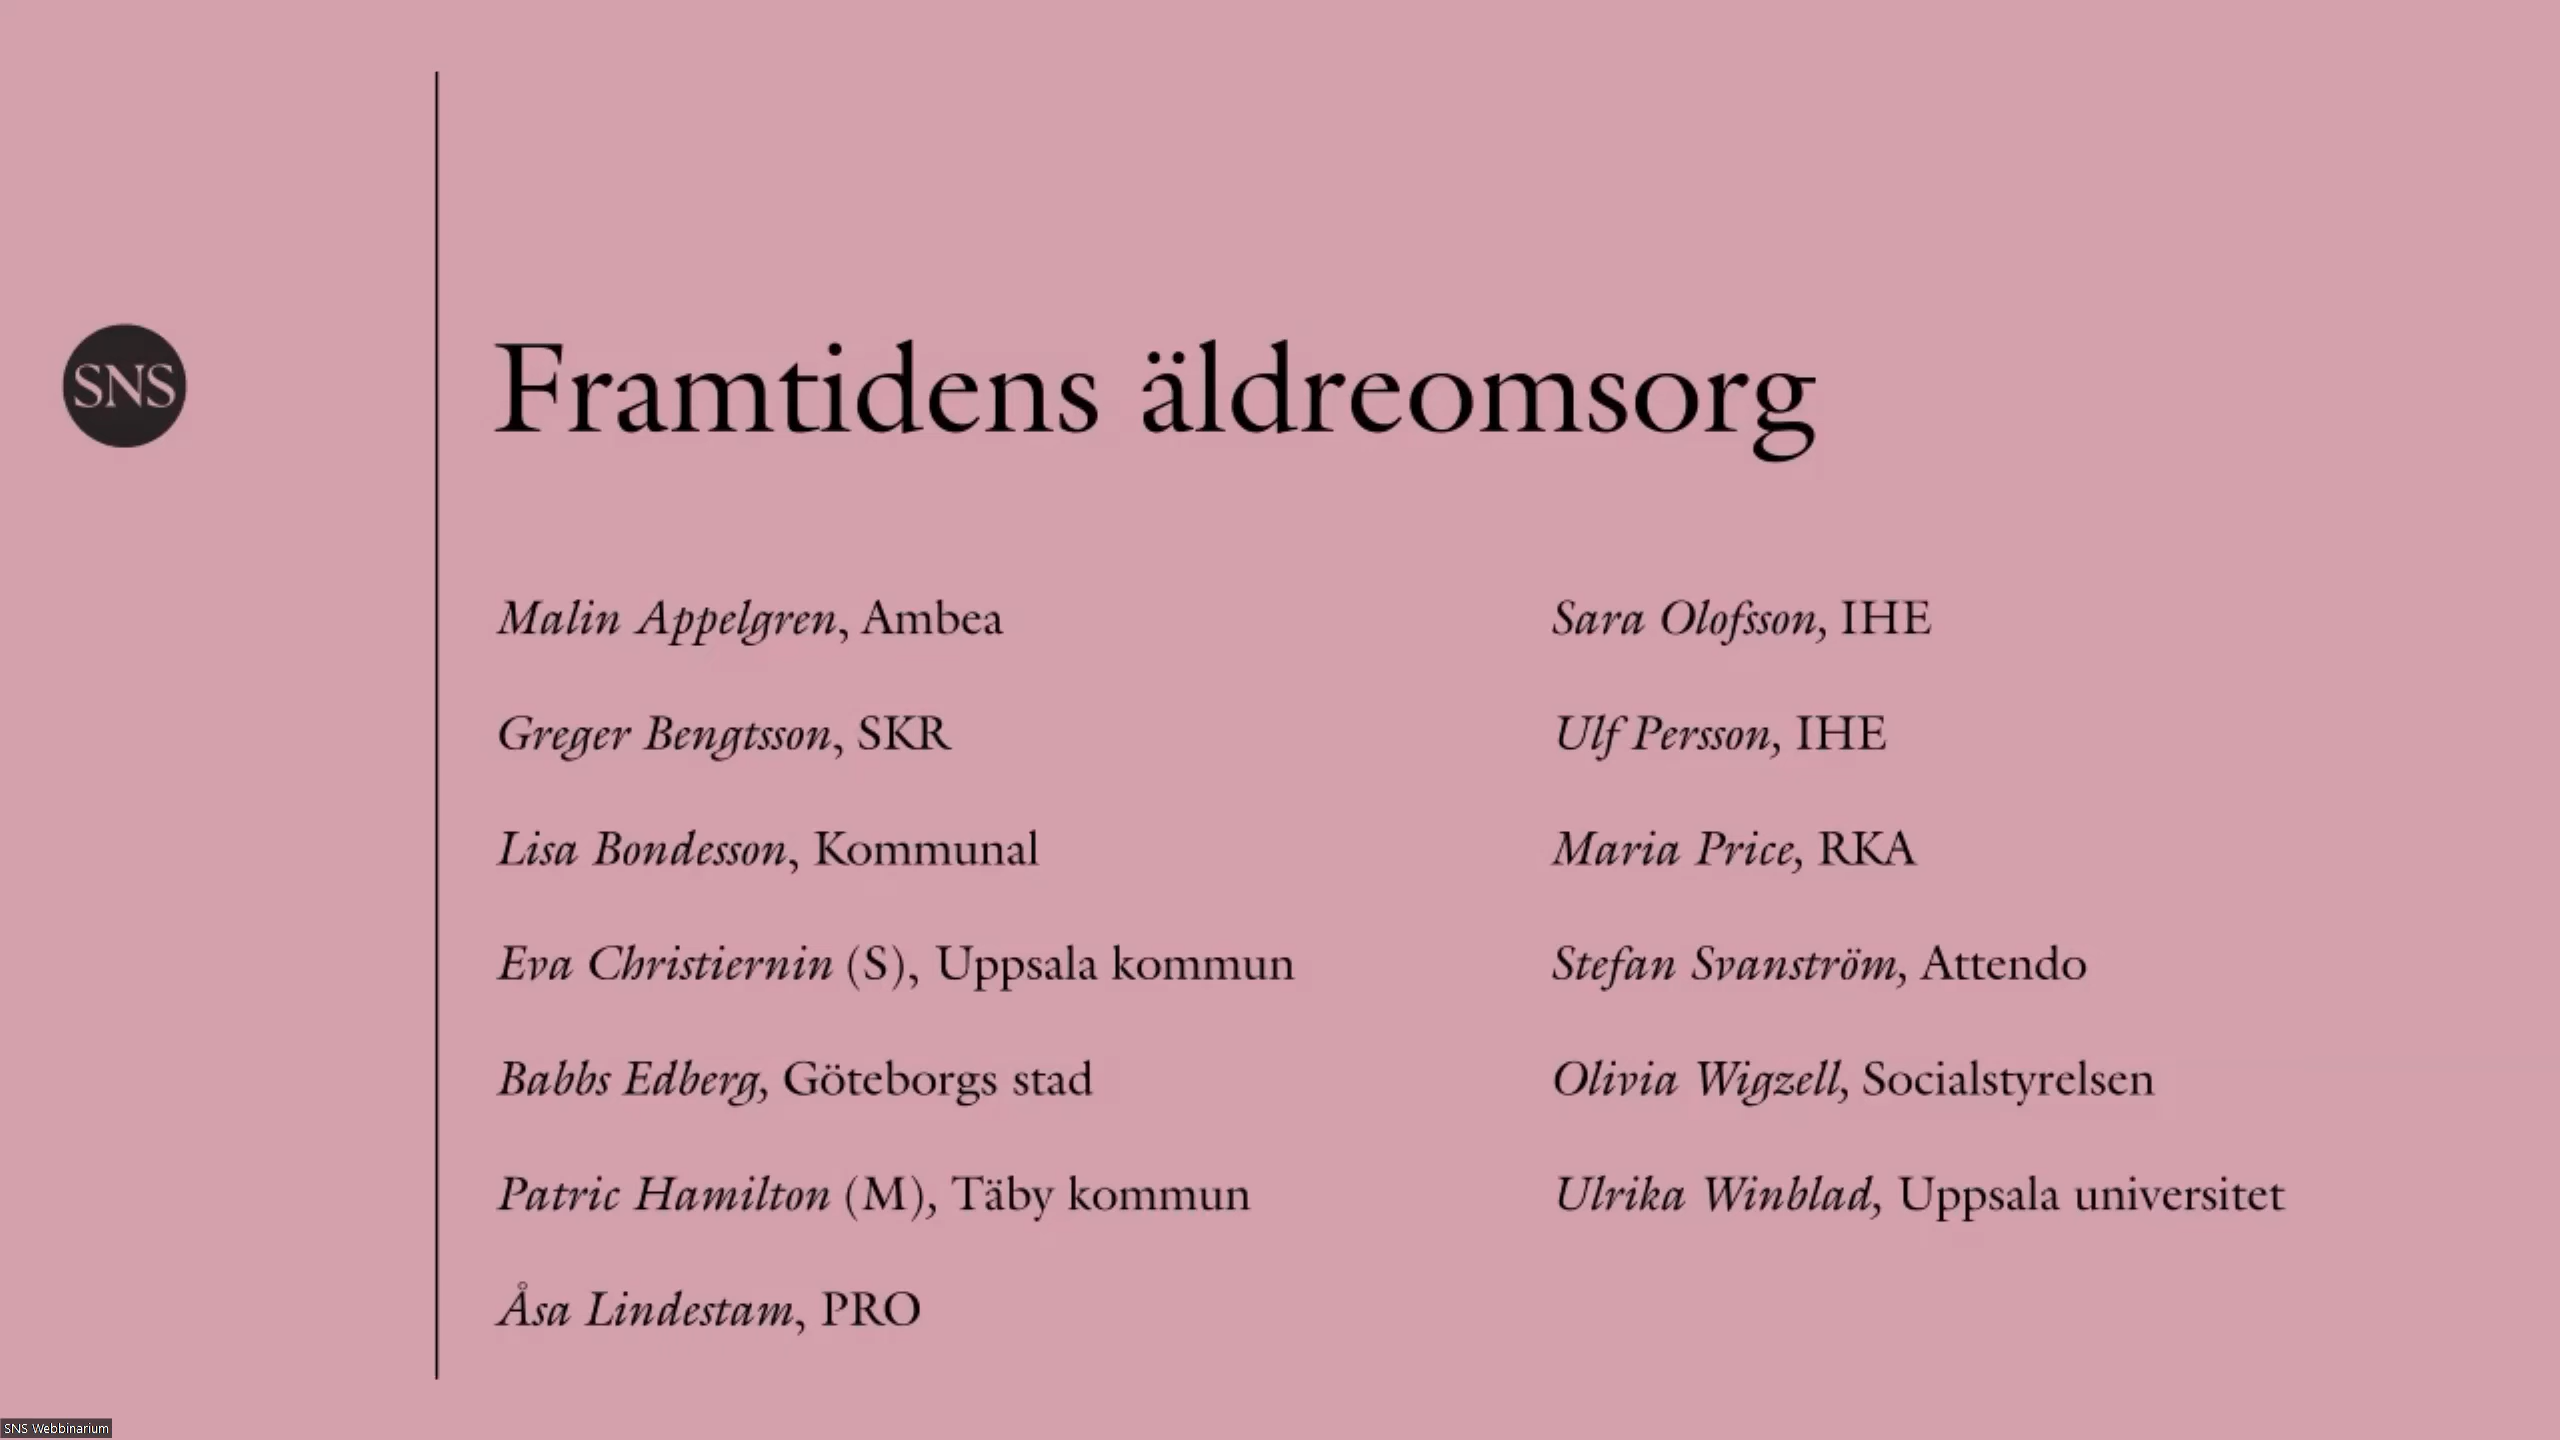 SNS
Framtidens äldreomsorg
Malin Appelgren, Ambea
Greger Bengtsson, SKR
Lisa Bondesson, Kommunal
Eva Christiernin (S), Uppsala kommun
Babbs Edberg, Göteborgs stad
Patric Hamilton (M), Täby kommun
Åsa Lindestam, PRO
Sara Olofsson, IHE
Ulf Persson, IHE
Maria Price, RKA
Stefan Svanström, Attendo
Olivia Wigzell, Socialstyrelsen
Ulrika Winblad, Uppsala universitet
SNS Webbinarium